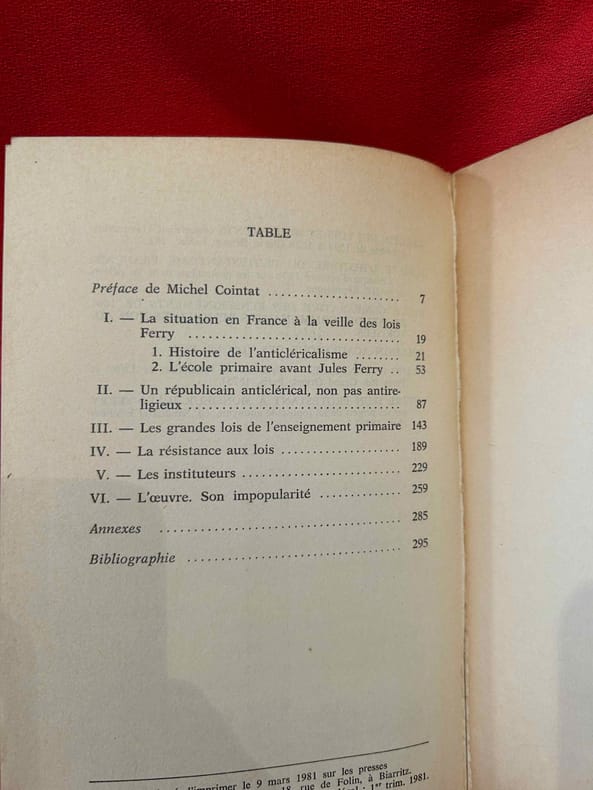 TABLE
Préface de Michel Cointat ..................... 7
I. — La situation en France à la veille des lois
Ferry .................................. 19
1. Histoire de l'anticléricalisme ........ 21
2. L'école primaire avant Jules Ferry .. 53
II. — Un républicain anticlérical, non pas antire-
ligieux .................................. 87
III. — Les grandes lois de l'enseignement primaire 143
IV. — La résistance aux lois ................... 189
V. — Les instituteurs .......................... 229
VI. — L'œuvre. Son impopularité ............. 259
Annexes ....................................... 285
Bibliographie .................................. 295
d'imprimer le 9 mars 1981 sur les presses
18, rue de Folin, à Biarritz.
légal : 1er trim. 1981.